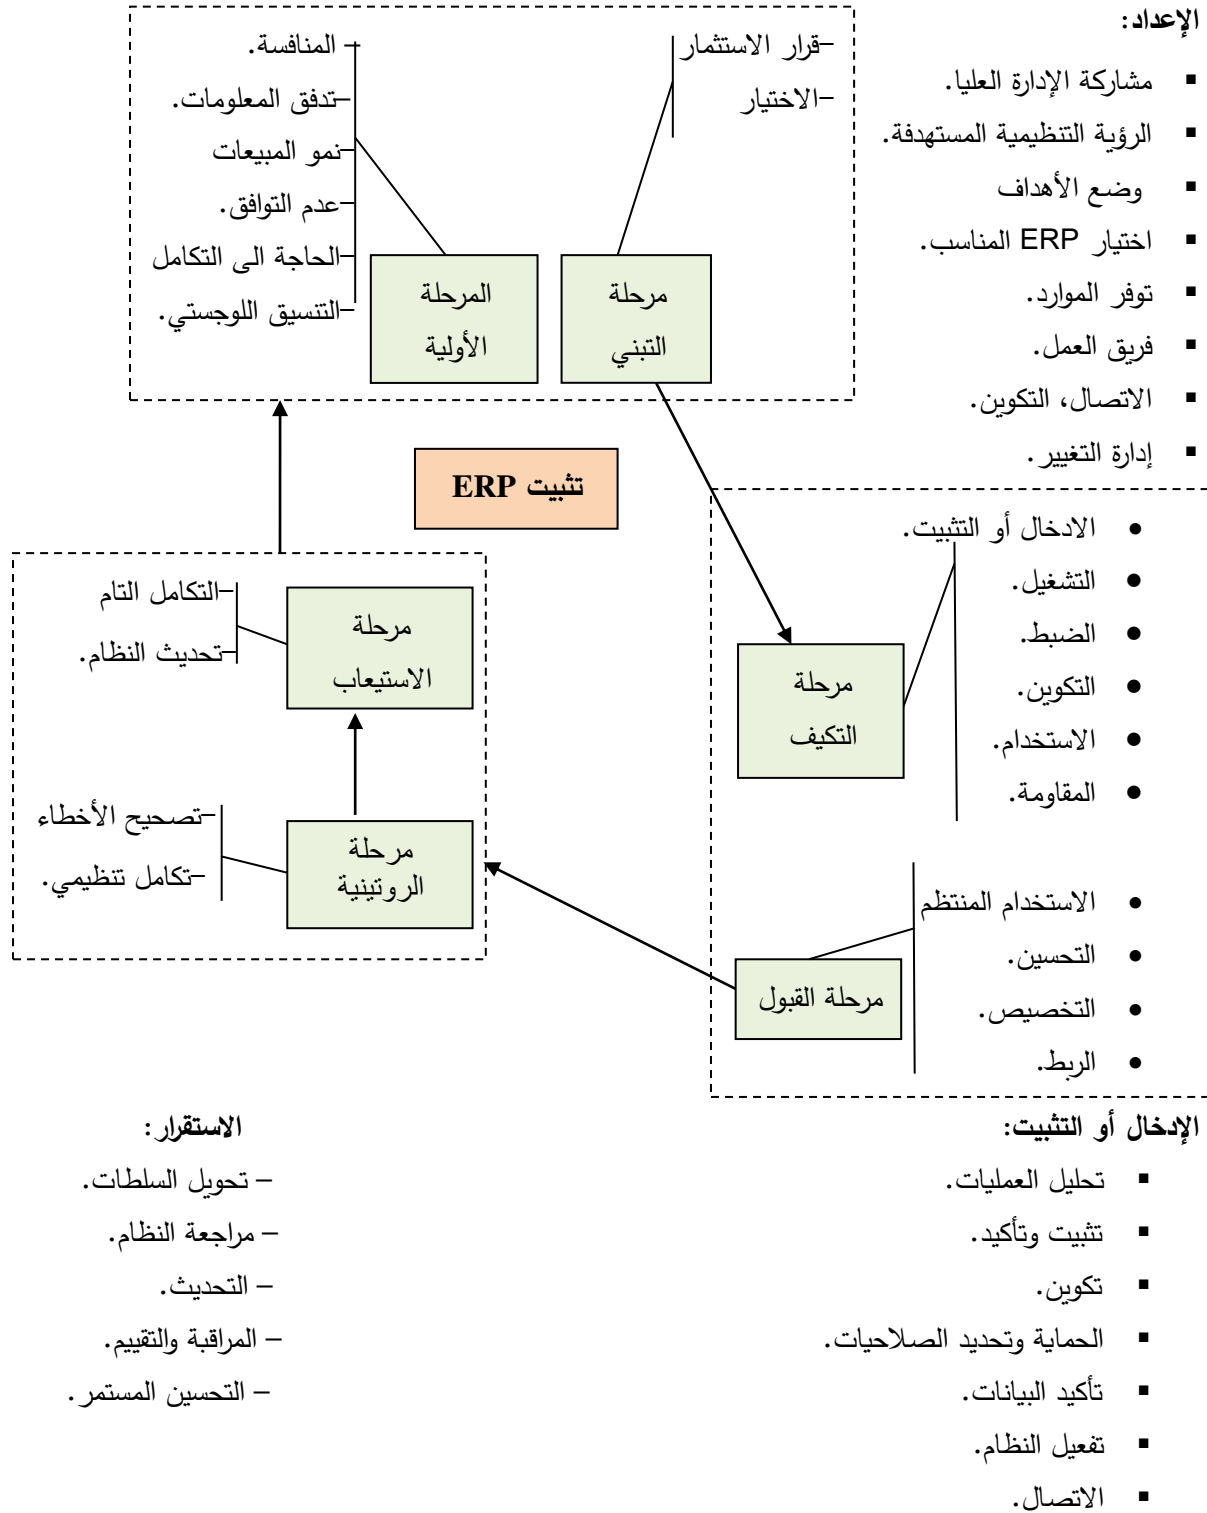 الإعداد:
▪ مشاركة الإدارة العليا.
▪ الرؤية التنظيمية المستهدفة.
▪ وضع الأهداف
▪ اختيار ERP المناسب.
▪ توفر الموارد.
▪ فريق العمل.
▪ الاتصال، التكوين.
▪ إدارة التغيير.
–قرار الاستثمار
–الاختيار
مرحلة
التبني
– المنافسة.
–تدفق المعلومات.
–نمو المبيعات
–عدم التوافق.
–الحاجة الى التكامل
–التنسيق اللوجستي.
المرحلة
الأولية
تثبيت ERP
• الادخال أو التثبيت.
• التشغيل.
• الضبط.
• التكوين.
• الاستخدام.
• المقاومة.
مرحلة
التكيف
• الاستخدام المنتظم
• التحسين.
• التخصيص.
• الربط.
مرحلة القبول
–التكامل التام
–تحديث النظام.
مرحلة
الاستيعاب
–تصحيح الأخطاء
–تكامل تنظيمي.
مرحلة
الروتينية
الإدخال أو التثبيت:
▪ تحليل العمليات.
▪ تثبيت وتأكيد.
▪ تكوين.
▪ الحماية وتحديد الصلاحيات.
▪ تأكيد البيانات.
▪ تفعيل النظام.
▪ الاتصال.
الاستقرار:
– تحويل السلطات.
– مراجعة النظام.
– التحديث.
– المراقبة والتقييم.
– التحسين المستمر.